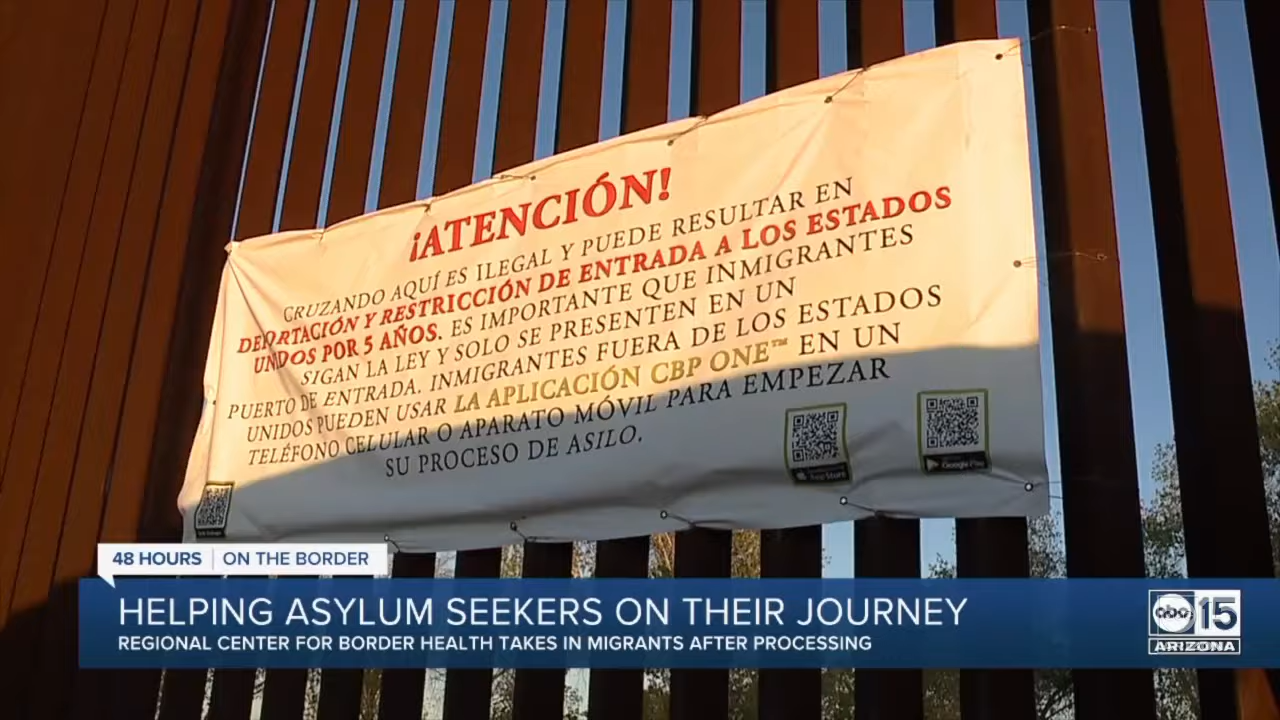 ¡ATENCIÓN!
CRUZANDO AQUÍ ES ILEGAL Y PUEDE RESULTAR EN
DEPORTACIÓN Y RESTRICCIÓN DE ENTRADA A LOS ESTADOS
UNIDOS POR 5 AÑOS. ES IMPORTANTE QUE INMIGRANTES
SIGAN LA LEY Y SOLO SE PRESENTEN EN UN
PUERTO DE ENTRADA. INMIGRANTES FUERA DE LOS ESTADOS
UNIDOS PUEDEN USAR LA APLICACIÓN CBP ONE™ EN UN
TELÉFONO CELULAR O APARATO MÓVIL PARA EMPEZAR
SU PROCESO DE ASILO.
App Store
Google Play
48 HOURS | ON THE BORDER
HELPING ASYLUM SEEKERS ON THEIR JOURNEY
REGIONAL CENTER FOR BORDER HEALTH TAKES IN MIGRANTS AFTER PROCESSING
abc 15
ARIZONA